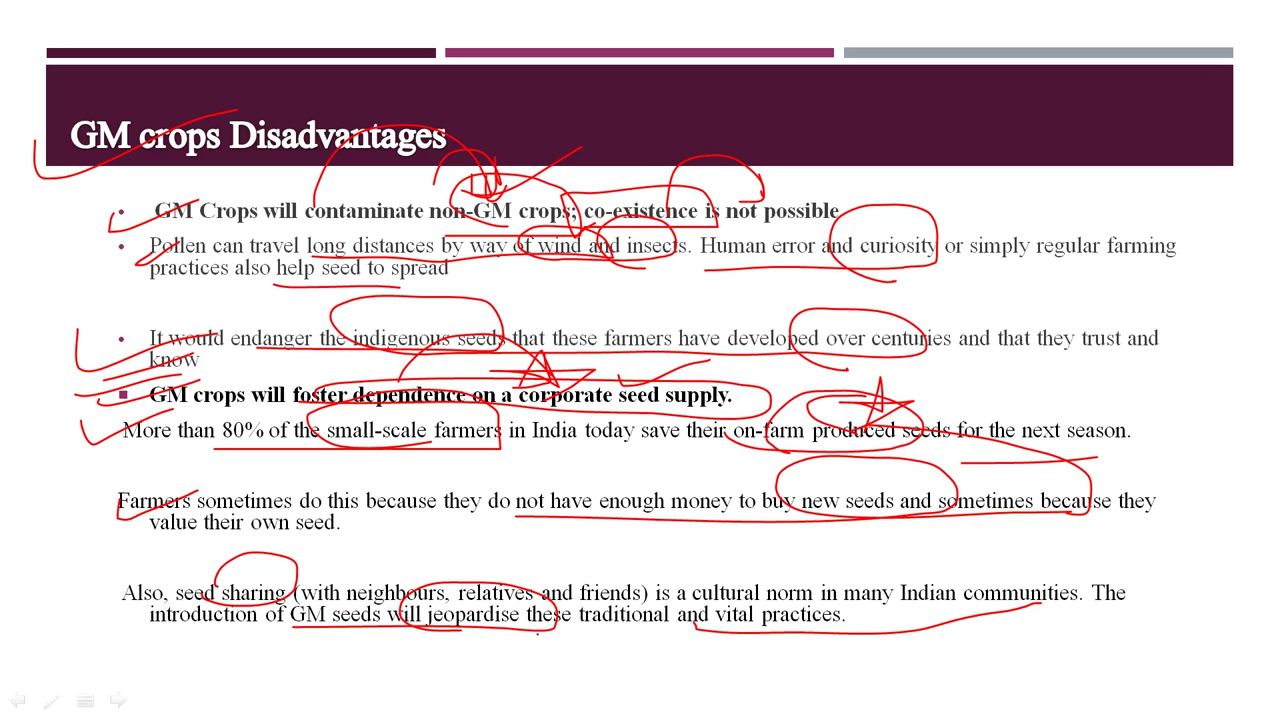 GM crops Disadvantages
• GM Crops will contaminate non-GM crops; co-existence is not possible
• Pollen can travel long distances by way of wind and insects. Human error and curiosity or simply regular farming
practices also help seed to spread
• It would endanger the indigenous seeds that these farmers have developed over centuries and that they trust and
know
■ GM crops will foster dependence on a corporate seed supply.
More than 80% of the small-scale farmers in India today save their on-farm produced seeds for the next season.
Farmers sometimes do this because they do not have enough money to buy new seeds and sometimes because they
value their own seed.
Also, seed sharing (with neighbours, relatives and friends) is a cultural norm in many Indian communities. The
introduction of GM seeds will jeopardise these traditional and vital practices.